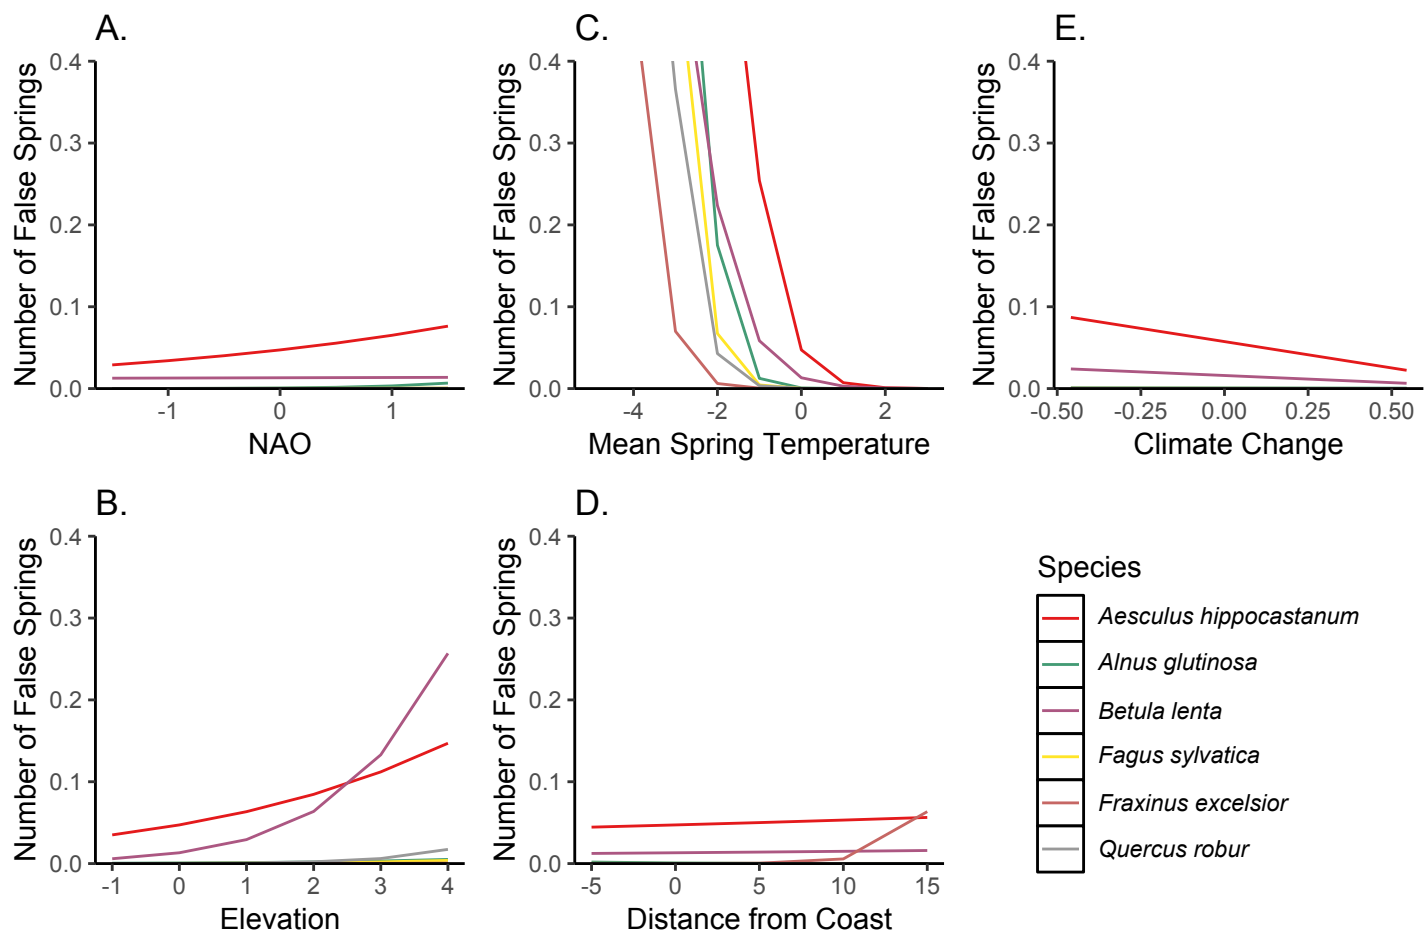 A.
Number of False Springs
0.4
0.3
0.2
0.1
0.0
-1 0 1
NAO
C.
Number of False Springs
0.4
0.3
0.2
0.1
0.0
-4 -2 0 2
Mean Spring Temperature
E.
Number of False Springs
0.4
0.3
0.2
0.1
0.0
-0.50 -0.25 0.00 0.25 0.50
Climate Change
B.
Number of False Springs
0.4
0.3
0.2
0.1
0.0
-1 0 1 2 3 4
Elevation
D.
Number of False Springs
0.4
0.3
0.2
0.1
0.0
-5 0 5 10 15
Distance from Coast
Species
Aesculus hippocastanum
Alnus glutinosa
Betula lenta
Fagus sylvatica
Fraxinus excelsior
Quercus robur